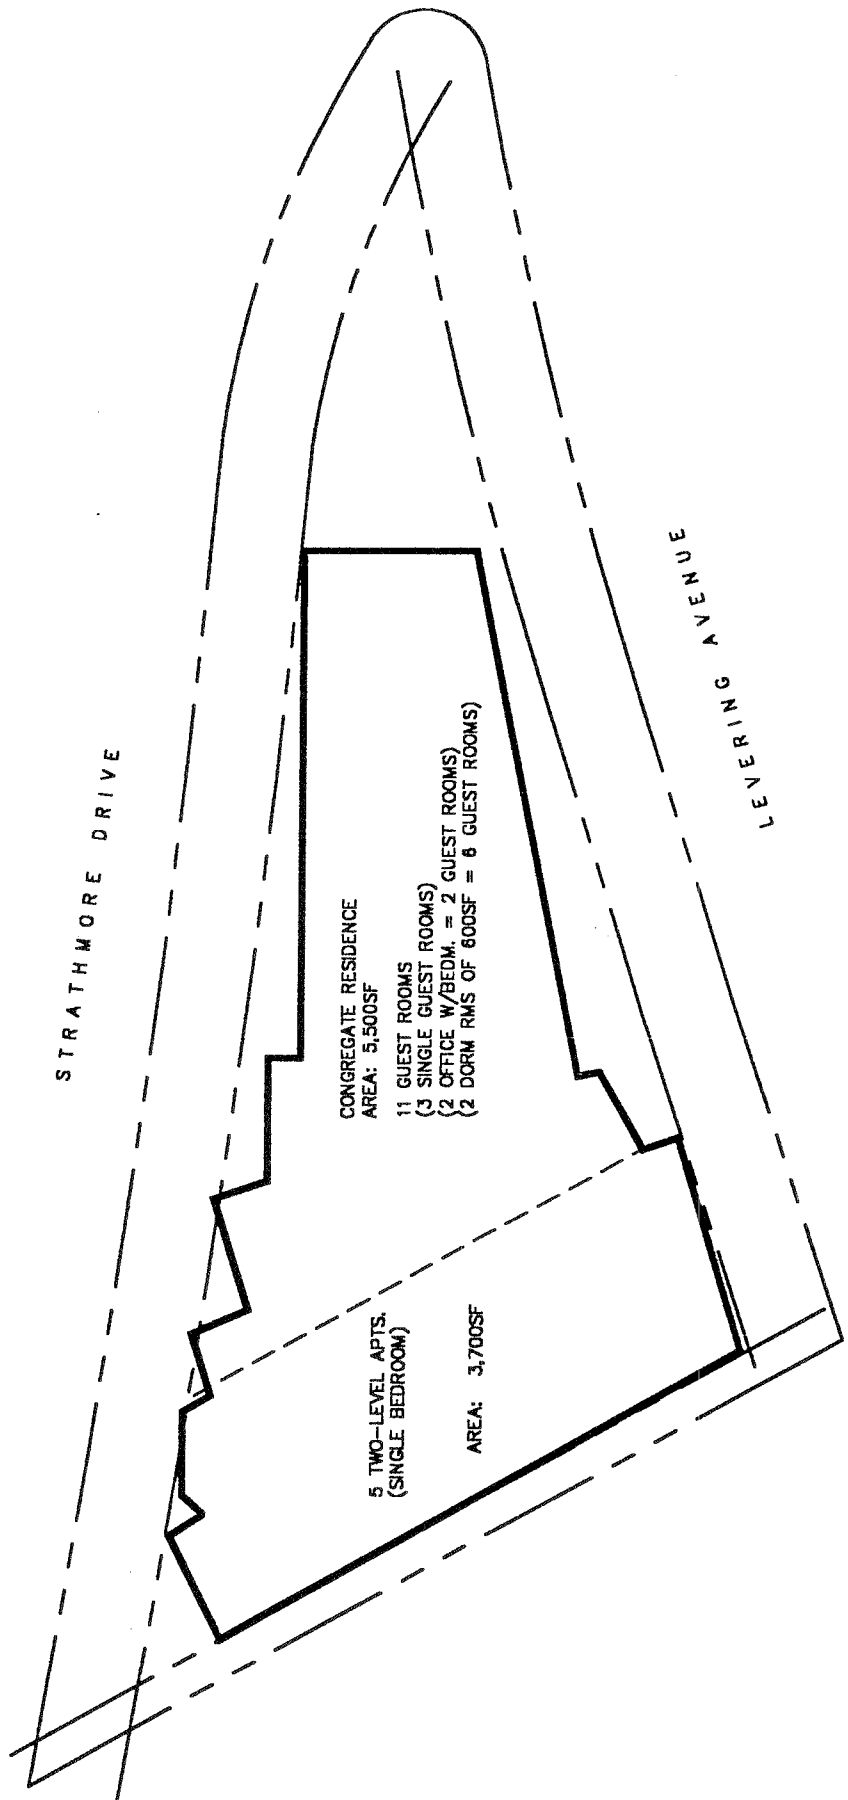 STRATHMORE DRIVE
5 TWO-LEVEL APTS.
(SINGLE BEDROOM)
AREA: 3,700SF
CONGREGATE RESIDENCE
AREA: 5,500SF
11 GUEST ROOMS
(3 SINGLE GUEST ROOMS)
(2 OFFICE W/BEDM. = 2 GUEST ROOMS)
(2 DORM RMS OF 600SF = 6 GUEST ROOMS)
LEVERING AVENUE